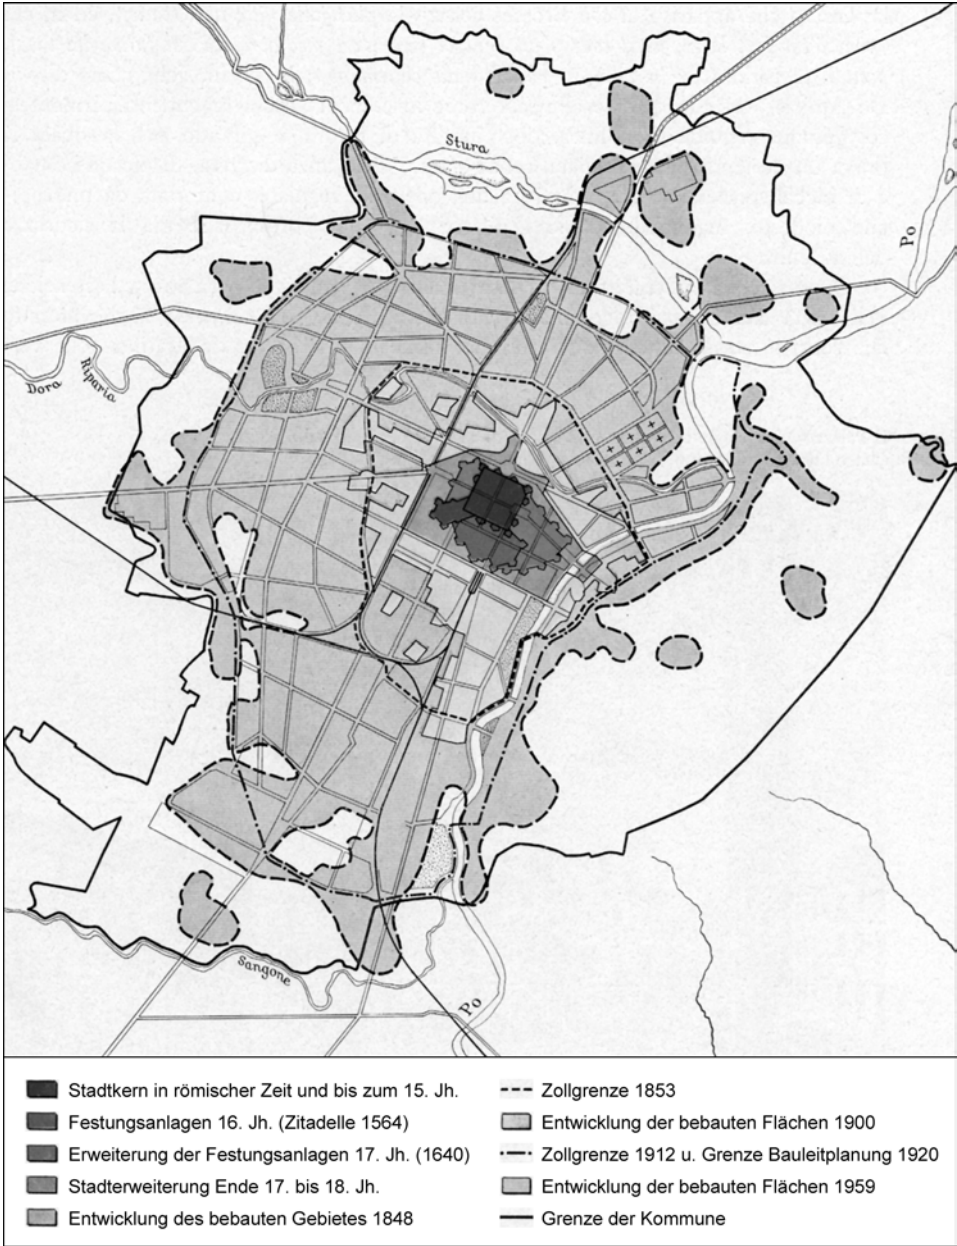 Stura
Po
Dora
Riparia
Sangone
Po
Stadtkern in römischer Zeit und bis zum 15. Jh.
Festungsanlagen 16. Jh. (Zitadelle 1564)
Erweiterung der Festungsanlagen 17. Jh. (1640)
Stadterweiterung Ende 17. bis 18. Jh.
Entwicklung des bebauten Gebietes 1848
Zollgrenze 1853
Entwicklung der bebauten Flächen 1900
Zollgrenze 1912 u. Grenze Bauleitplanung 1920
Entwicklung der bebauten Flächen 1959
Grenze der Kommune